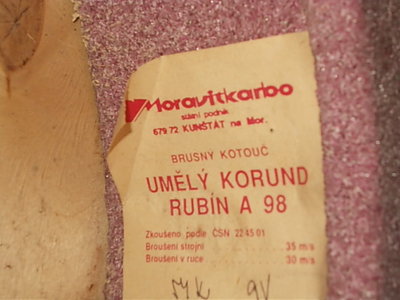 Moravitkarbo
státní podnik
679 72 KUNŠTÁT na Mor.
BRUSNÝ KOTOUČ
UMĚLÝ KORUND
RUBÍN A 98
Zkoušeno podle ČSN 22 45 01
Broušení strojní 35 m/s
Broušení v ruce 30 m/s
9V